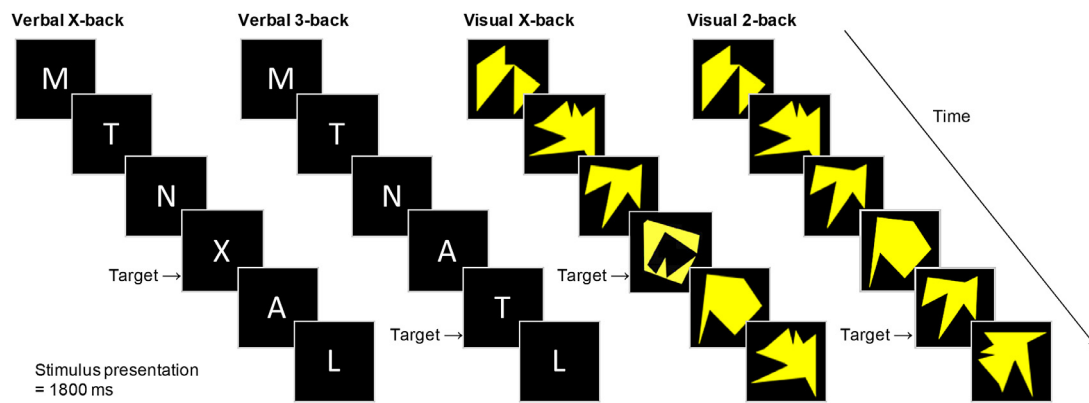 Verbal X-back
Verbal 3-back
Visual X-back
Visual 2-back
M
T
N
X
Target →
A
L
M
T
N
A
T
Target →
L
Target →
Target →
Time
Stimulus presentation
= 1800 ms